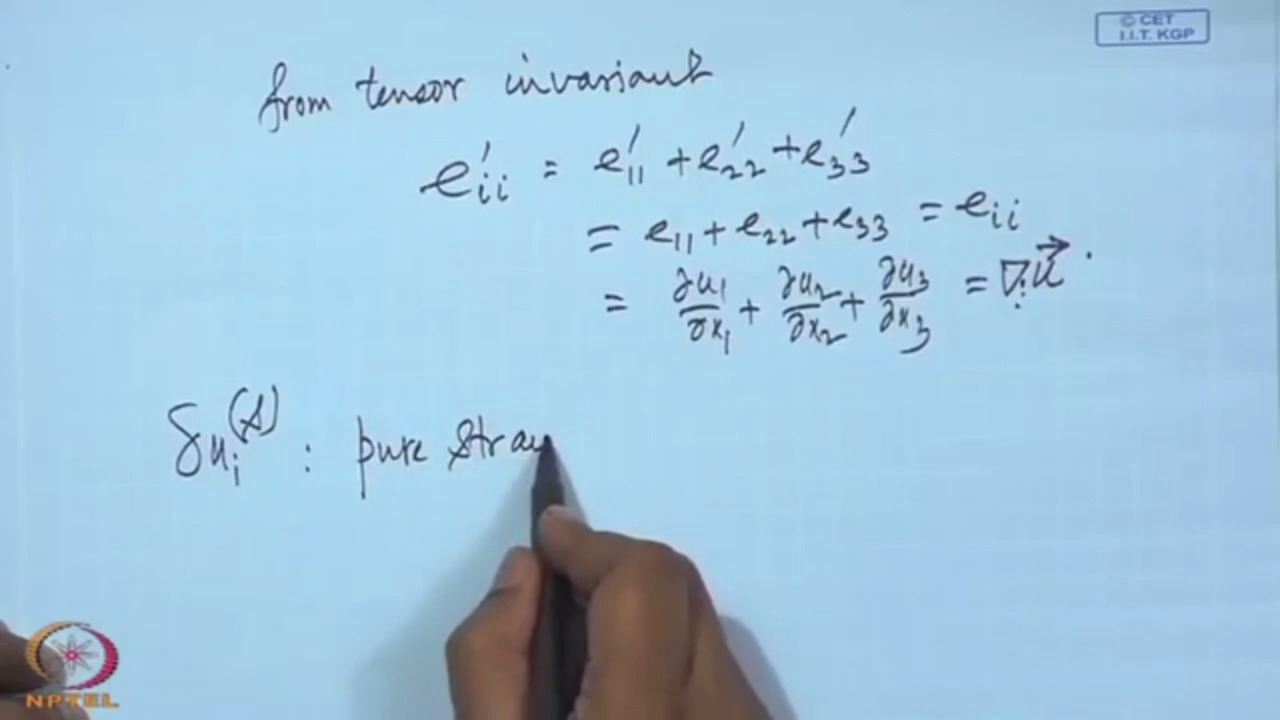 © CET
I.I.T. KGP
from tensor invariant
e'ii = e'11 + e'22 + e'33
= e11 + e22 + e33 = eii
= ∂u1/∂x1 + ∂u2/∂x2 + ∂u3/∂x3 = ∇·u⃗.
δui(s) : pure strai
NPTEL